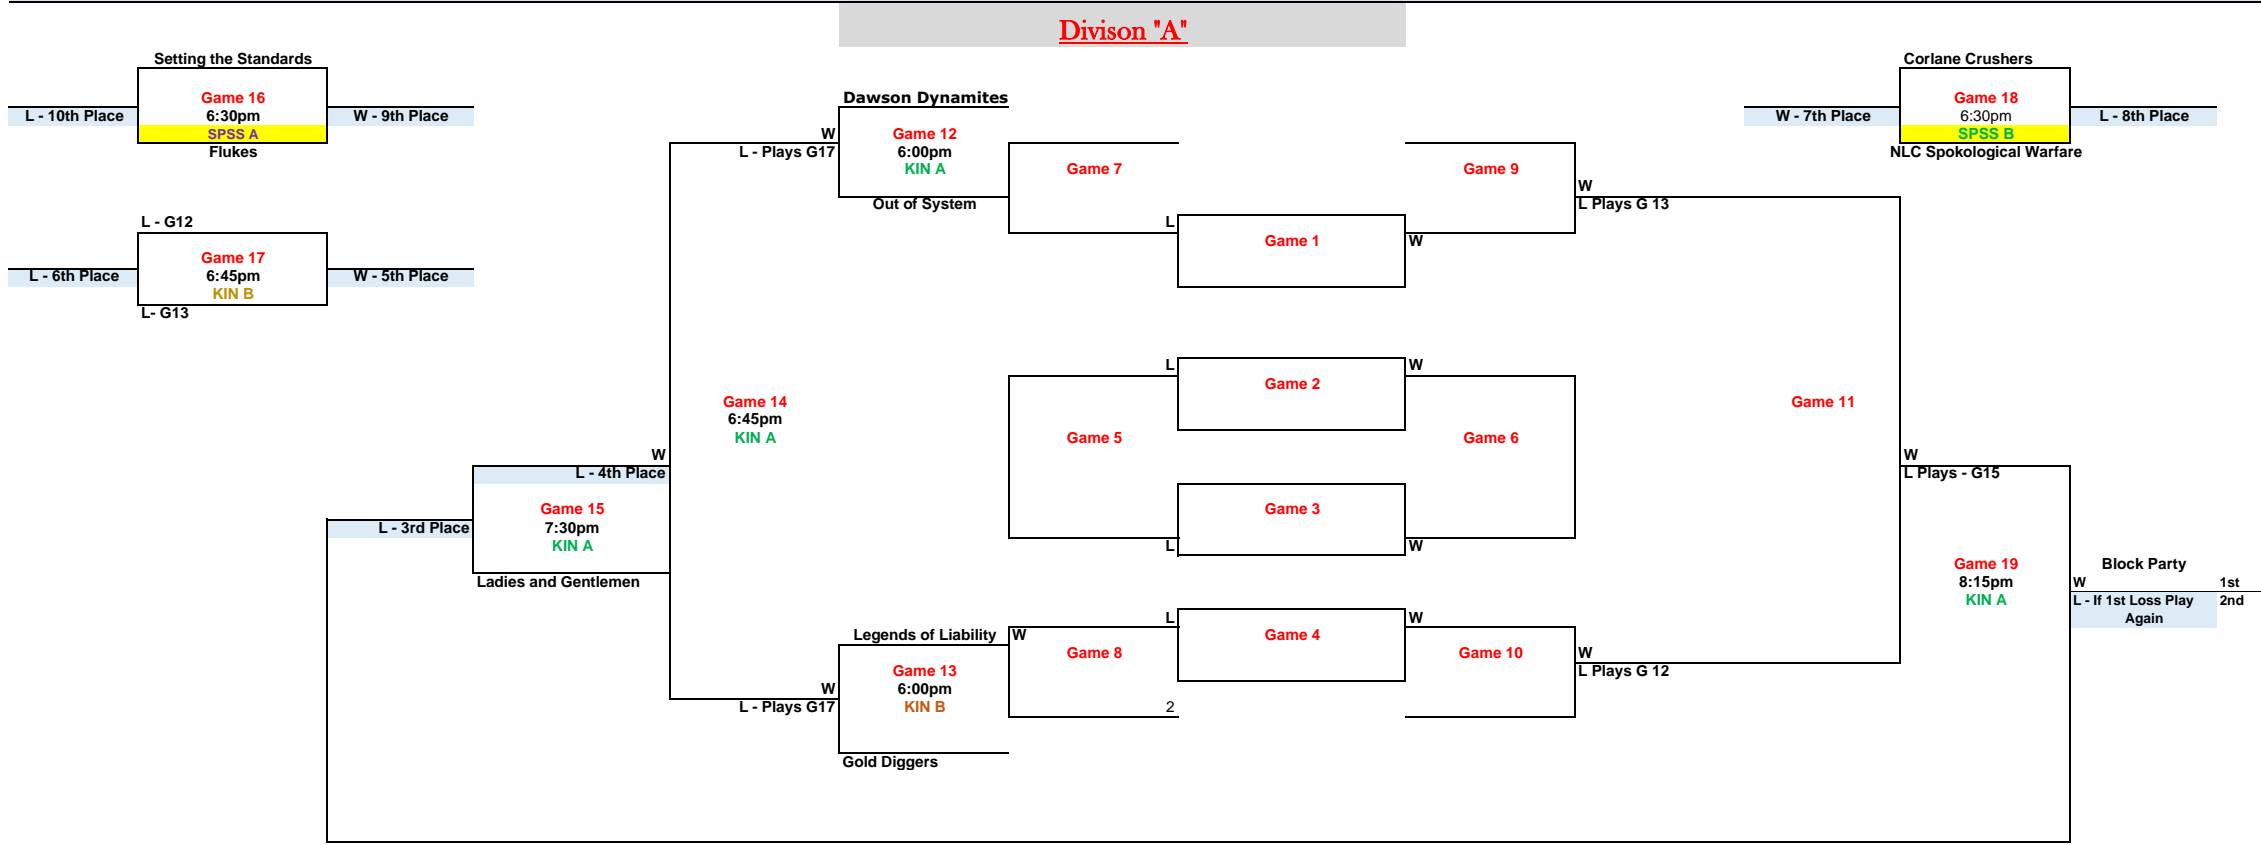 Divison "A"
Setting the Standards
Game 16
6:30pm
L - 10th Place
W - 9th Place
SPSS A
Flukes
L - G12
Game 17
6:45pm
L - 6th Place
W - 5th Place
KIN B
L- G13
Dawson Dynamites
W
Game 12
L - Plays G17
6:00pm
KIN A
Out of System
Game 7
Game 9
W
L Plays G 13
L
Game 1
W
Corlane Crushers
Game 18
W - 7th Place
6:30pm
L - 8th Place
SPSS B
NLC Spokological Warfare
L
Game 2
W
Game 14
6:45pm
KIN A
Game 5
Game 6
Game 11
W
L - 4th Place
Game 3
L
W
W
L Plays - G15
Game 15
L - 3rd Place
7:30pm
KIN A
Ladies and Gentlemen
Game 19
8:15pm
KIN A
Block Party
W
1st
L - If 1st Loss Play
2nd
Again
Legends of Liability
W
Game 8
L
Game 4
W
Game 10
W
L Plays G 12
Game 13
W
6:00pm
L - Plays G17
KIN B
2
Gold Diggers